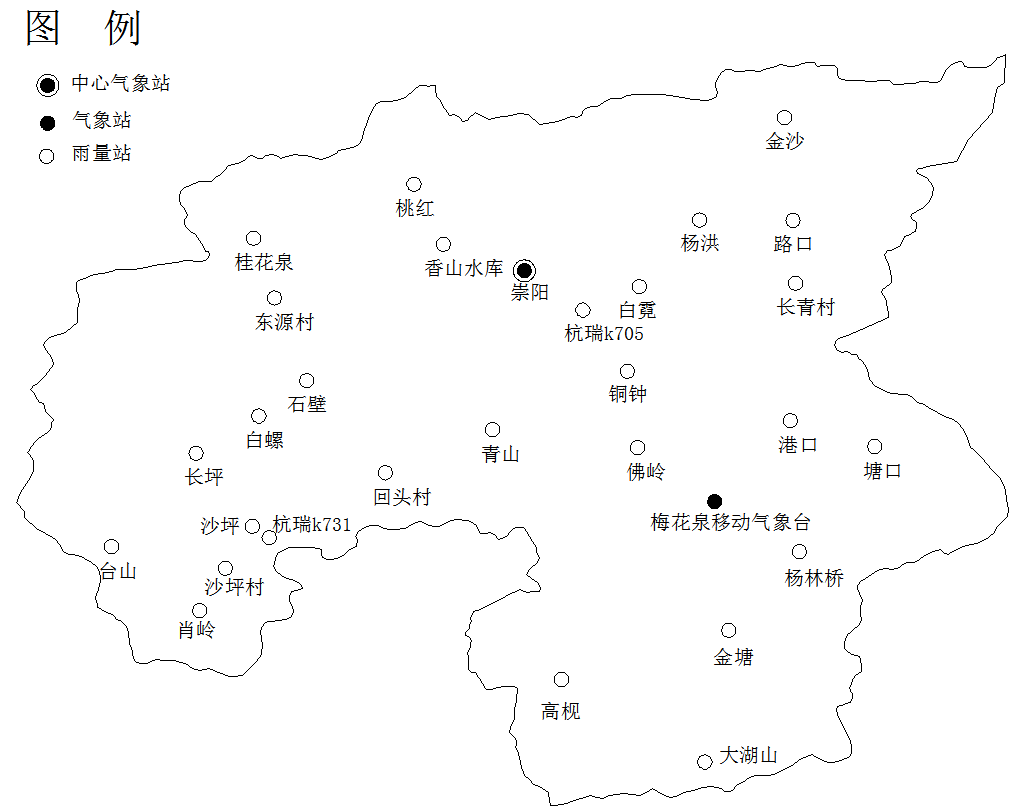 图 例
中心气象站
气象站
雨量站
金沙
桃红
杨洪
路口
桂花泉
香山水库
崇阳
长青村
白霓
东源村
杭瑞k705
铜钟
石壁
白螺
港口
青山
佛岭
塘口
长坪
回头村
沙坪
杭瑞k731
梅花泉移动气象台
台山
沙坪村
杨林桥
肖岭
金塘
高枧
大湖山